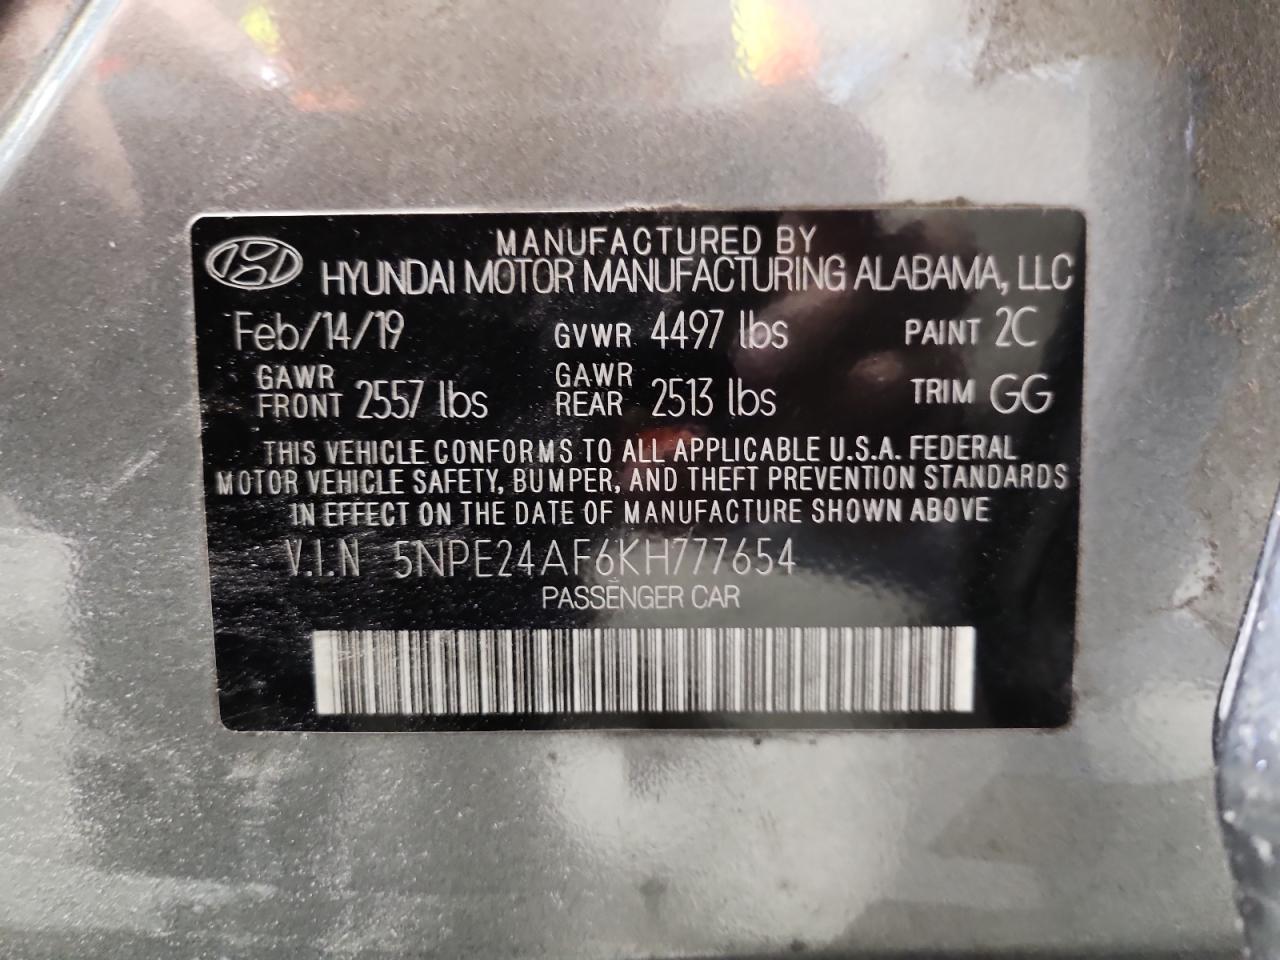 MANUFACTURED BY
HYUNDAI MOTOR MANUFACTURING ALABAMA, LLC
Feb/14/19 GVWR 4497 lbs PAINT 2C
GAWR FRONT 2557 lbs GAWR REAR 2513 lbs TRIM GG
THIS VEHICLE CONFORMS TO ALL APPLICABLE U.S.A. FEDERAL
MOTOR VEHICLE SAFETY, BUMPER, AND THEFT PREVENTION STANDARDS
IN EFFECT ON THE DATE OF MANUFACTURE SHOWN ABOVE
V.I.N 5NPE24AF6KH777654
PASSENGER CAR